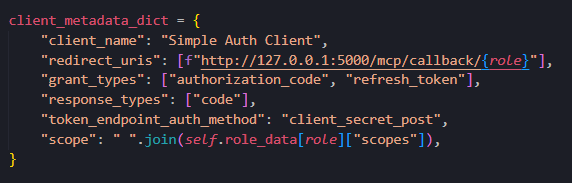 client_metadata_dict = {
    "client_name": "Simple Auth Client",
    "redirect_uris": [f"http://127.0.0.1:5000/mcp/callback/{role}"],
    "grant_types": ["authorization_code", "refresh_token"],
    "response_types": ["code"],
    "token_endpoint_auth_method": "client_secret_post",
    "scope": " ".join(self.role_data[role]["scopes"]),
}